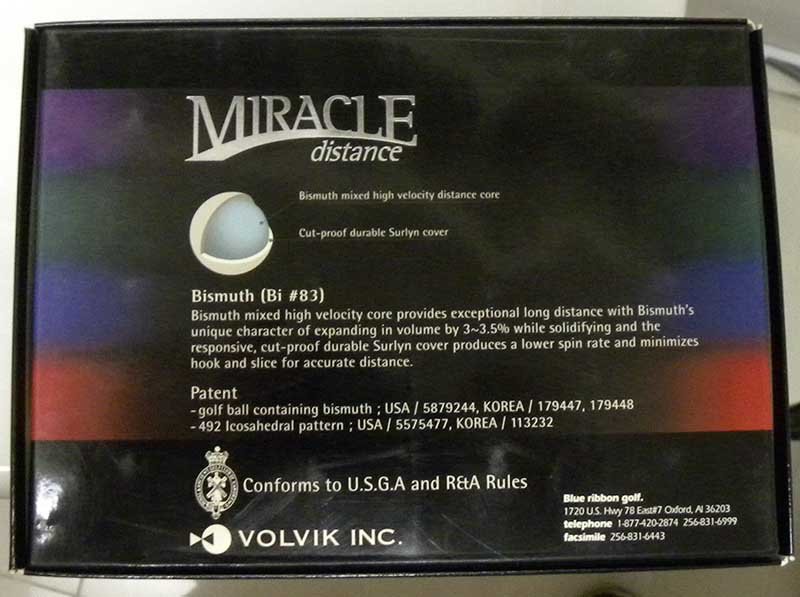 MIRACLE
distance
Bismuth mixed high velocity distance core
Cut-proof durable Surlyn cover
Bismuth (Bi #83)
Bismuth mixed high velocity core provides exceptional long distance with Bismuth's
unique character of expanding in volume by 3~3.5% while solidifying and the
responsive, cut-proof durable Surlyn cover produces a lower spin rate and minimizes
hook and slice for accurate distance.
Patent
- golf ball containing bismuth ; USA / 5879244, KOREA / 179447, 179448
- 492 Icosahedral pattern ; USA / 5575477, KOREA / 113232
Conforms to U.S.G.A and R&A Rules
VOLVIK INC.
Blue ribbon golf.
1720 U.S. Hwy 78 East#7 Oxford, Al 36203
telephone 1-877-420-2874 256-831-6999
facsimile 256-831-6443